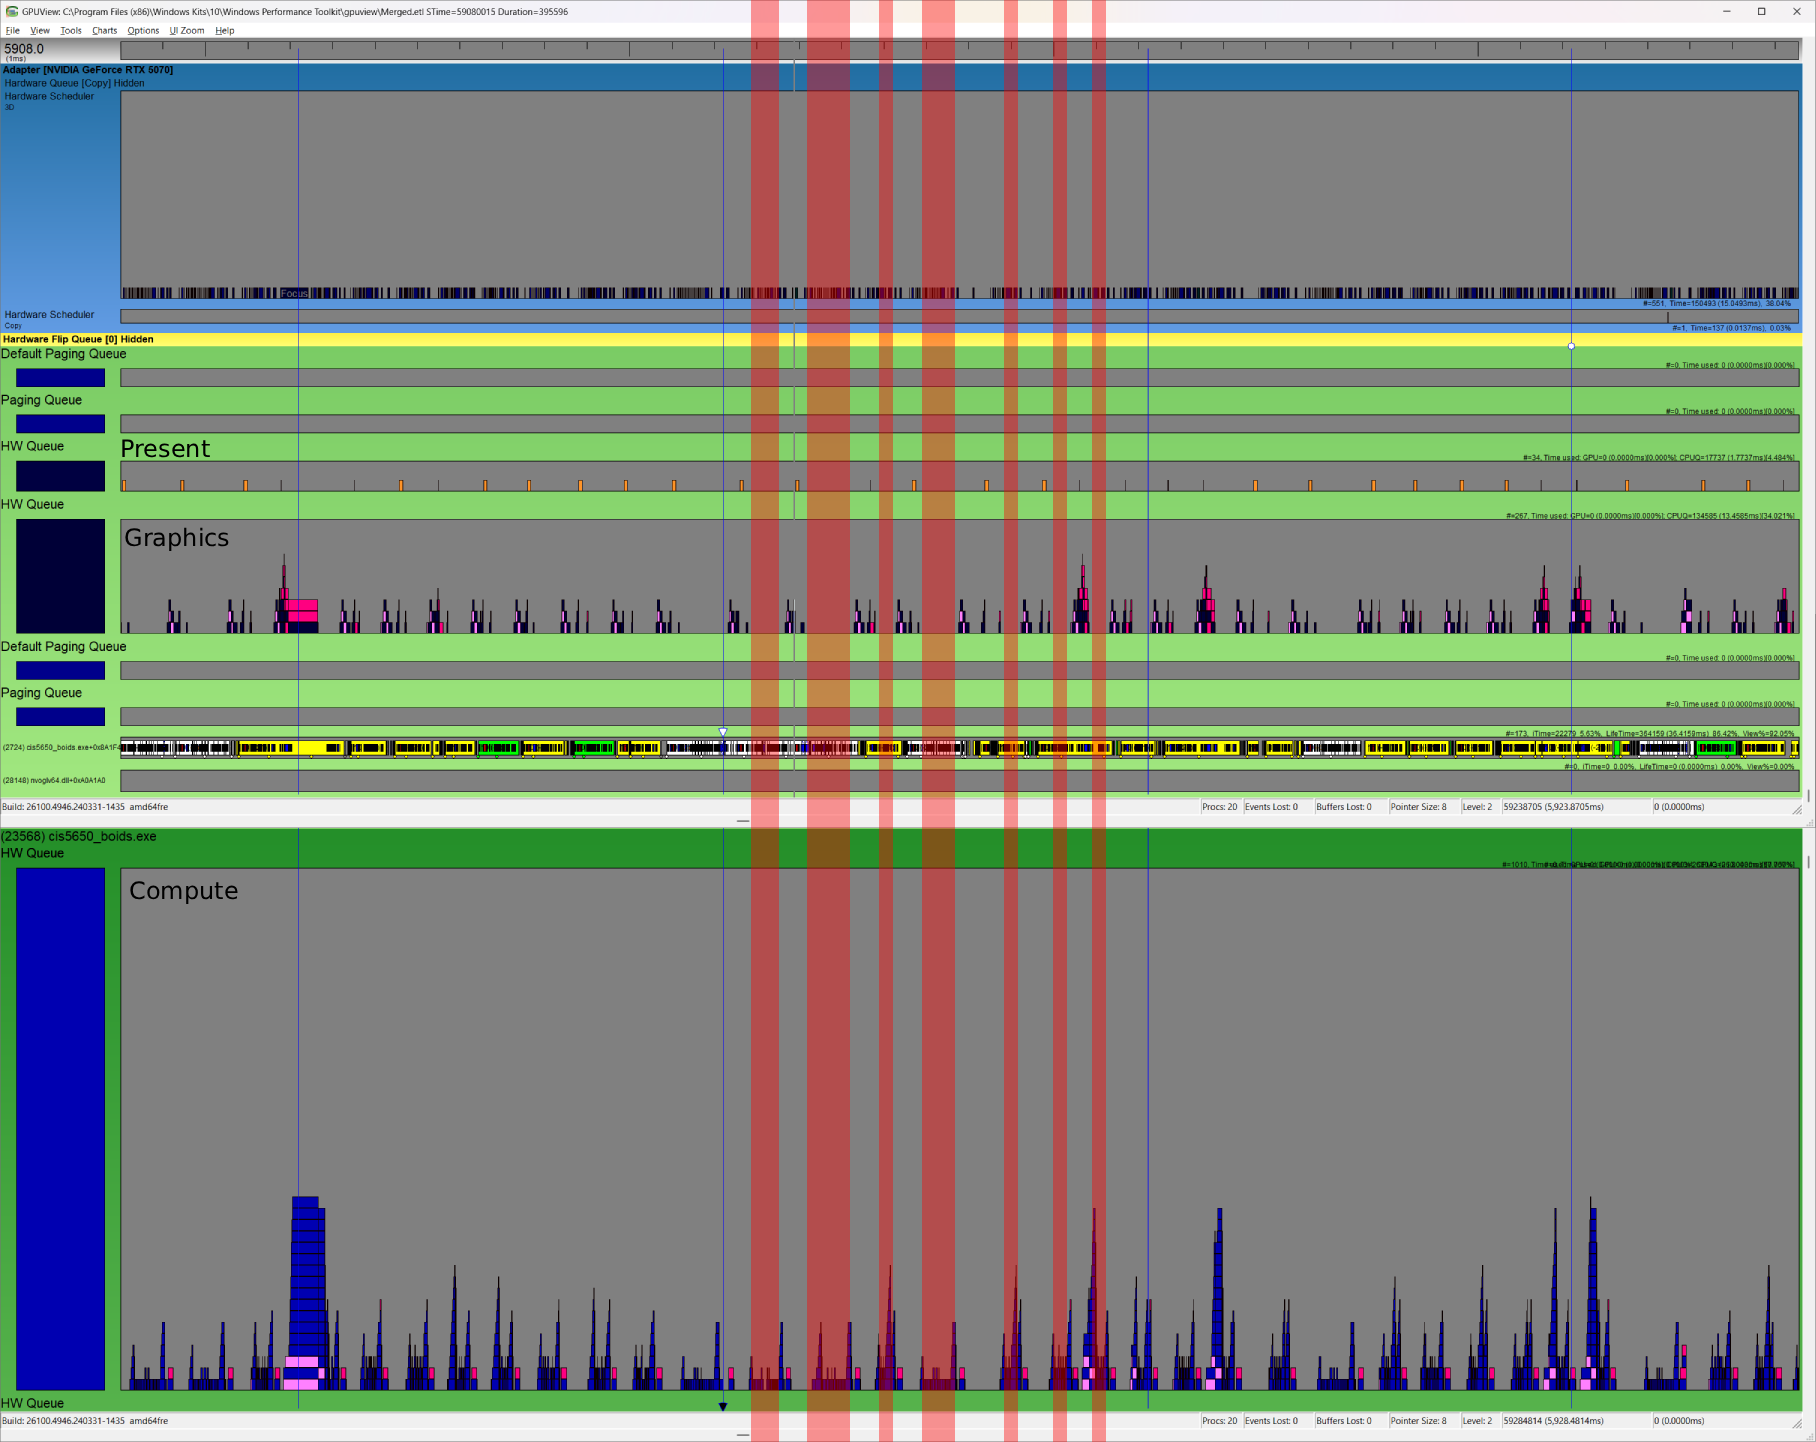 GPUView: C:\Program Files (x86)\Windows Kits\10\Windows Performance Toolkit\gpuview\Merged.etl STime=59080015 Duration=395596
File View Tools Charts Options UI Zoom Help
5908.0
(1ms)
Adapter [NVIDIA GeForce RTX 5070]
Hardware Queue [Copy] Hidden
Hardware Scheduler
3D
Focus
#=551, Time=150493 (15.0493ms), 38.04%
Hardware Scheduler
Copy
#=1, Time=137 (0.0137ms), 0.03%
Hardware Flip Queue [0] Hidden
Default Paging Queue
#=0, Time used: 0 (0.0000ms)[0.000%]
Paging Queue
#=0, Time used: 0 (0.0000ms)[0.000%]
HW Queue
Present
#=34, Time used: GPU=0 (0.0000ms)[0.000%]; CPUQ=17737 (1.7737ms)[4.484%]
HW Queue
#=267, Time used: GPU=0 (0.0000ms)[0.000%]; CPUQ=134585 (13.4585ms)[34.021%]
Graphics
Default Paging Queue
#=0, Time used: 0 (0.0000ms)[0.000%]
Paging Queue
#=0, Time used: 0 (0.0000ms)[0.000%]
(2724) cis5650_boids.exe+0x8A1F4
#=173, (Time=22279 5.63%, LifeTime=364159 (36.4159ms) 86.42%, View%=92.05%
(28148) nvoglv64.dll+0xA0A1A0
#=0, (Time=0 0.00%, LifeTime=0 (0.0000ms) 0.00%, View%=0.00%
Build: 26100.4946.240331-1435 amd64fre Procs: 20 Events Lost: 0 Buffers Lost: 0 Pointer Size: 8 Level: 2 59238705 (5,923.8705ms) 0 (0.0000ms)
(23568) cis5650_boids.exe
HW Queue
Compute
HW Queue
Build: 26100.4946.240331-1435 amd64fre Procs: 20 Events Lost: 0 Buffers Lost: 0 Pointer Size: 8 Level: 2 59284814 (5,928.4814ms) 0 (0.0000ms)